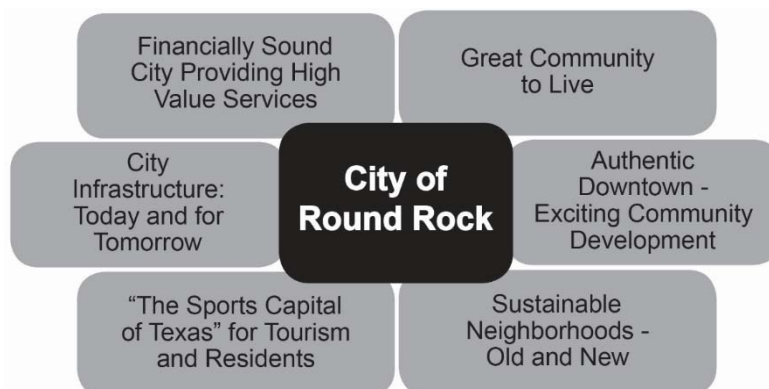 Financially Sound
City Providing High
Value Services
Great Community
to Live
City
Infrastructure:
Today and for
Tomorrow
City of
Round Rock
Authentic
Downtown -
Exciting Community
Development
“The Sports Capital
of Texas” for Tourism
and Residents
Sustainable
Neighborhoods -
Old and New